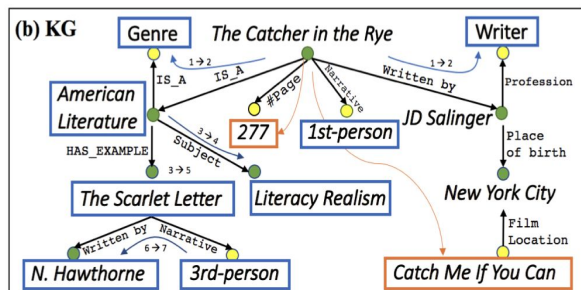 (b) KG
Genre
The Catcher in the Rye
Writer
1→2
1→2
IS_A
IS_A
#Page
Narrative
Written by
Profession
American
Literature
277
1st-person
JD Salinger
HAS_EXAMPLE
3→4
Subject
Place
of birth
3→5
The Scarlet Letter
Literacy Realism
New York City
Written by
Narrative
6→7
Film
Location
N. Hawthorne
3rd-person
Catch Me If You Can